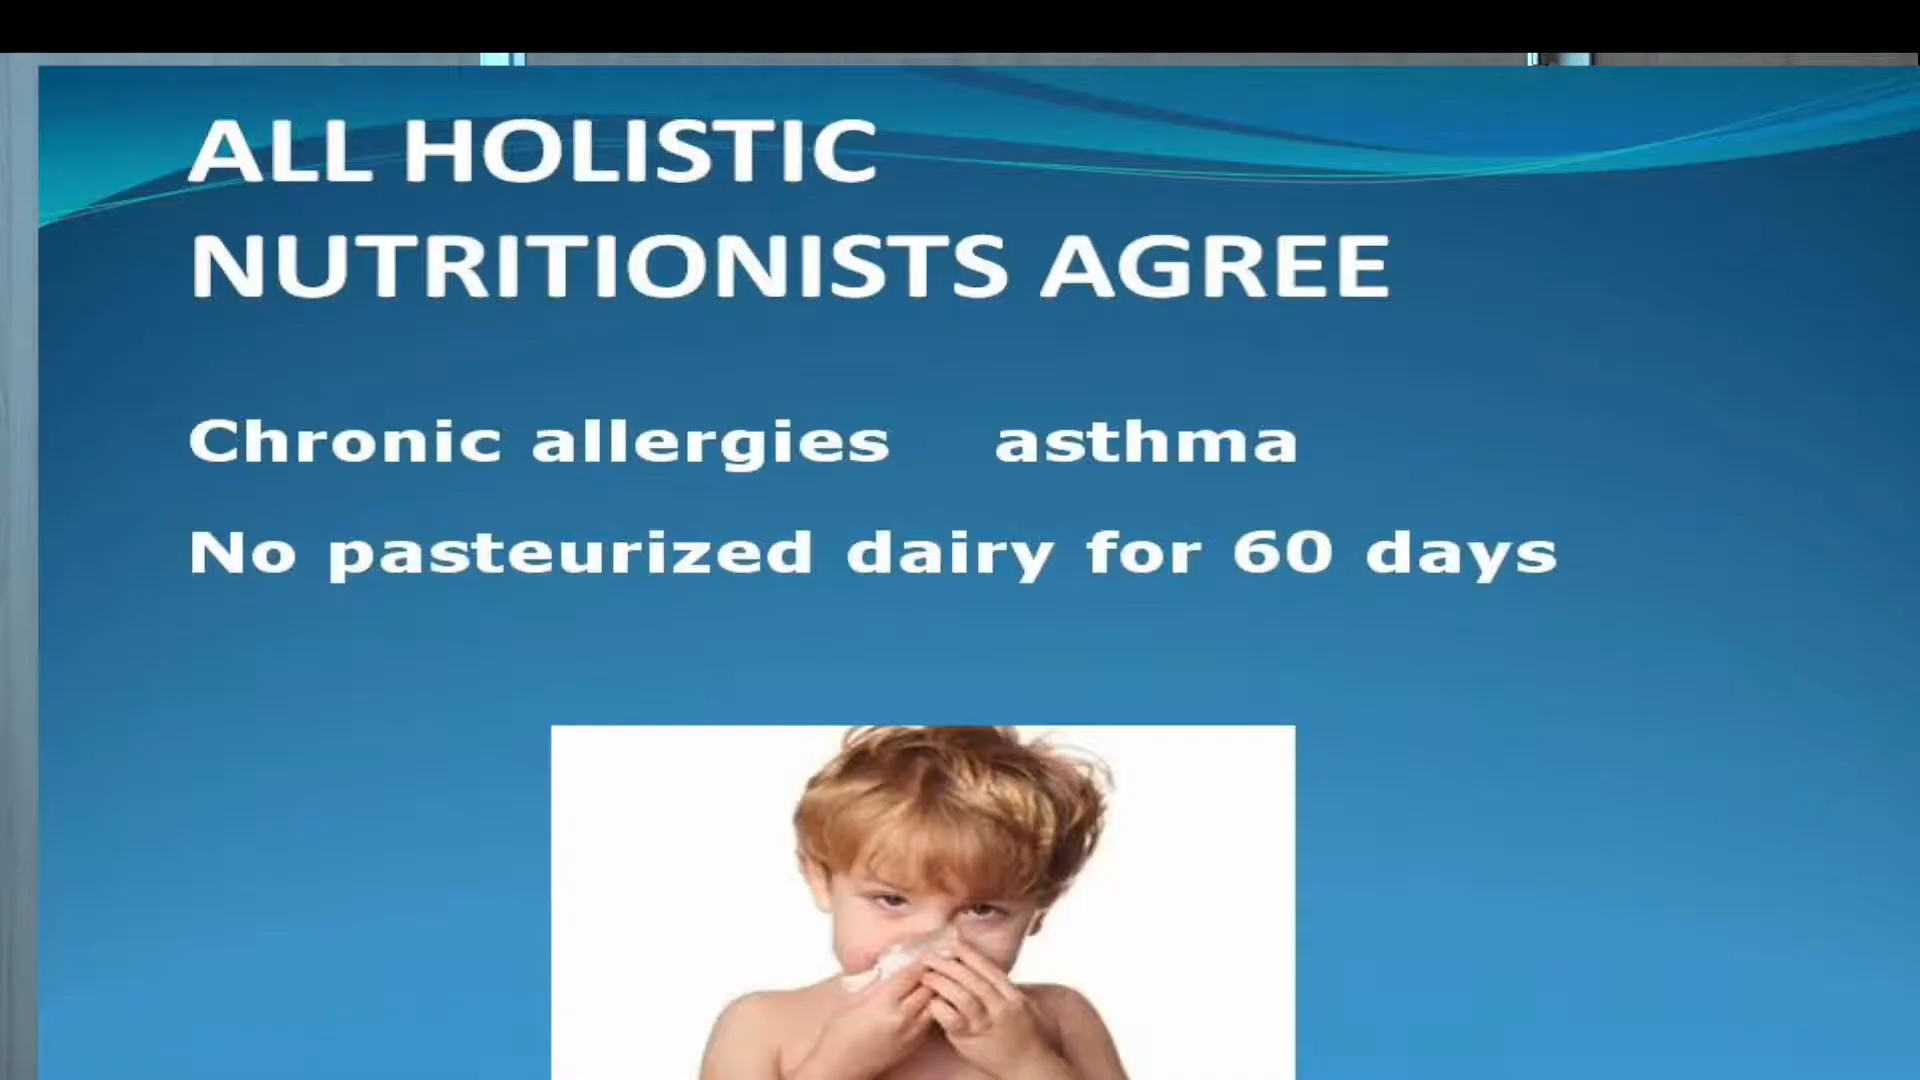 ALL HOLISTIC
NUTRITIONISTS AGREE
Chronic allergies asthma
No pasteurized dairy for 60 days